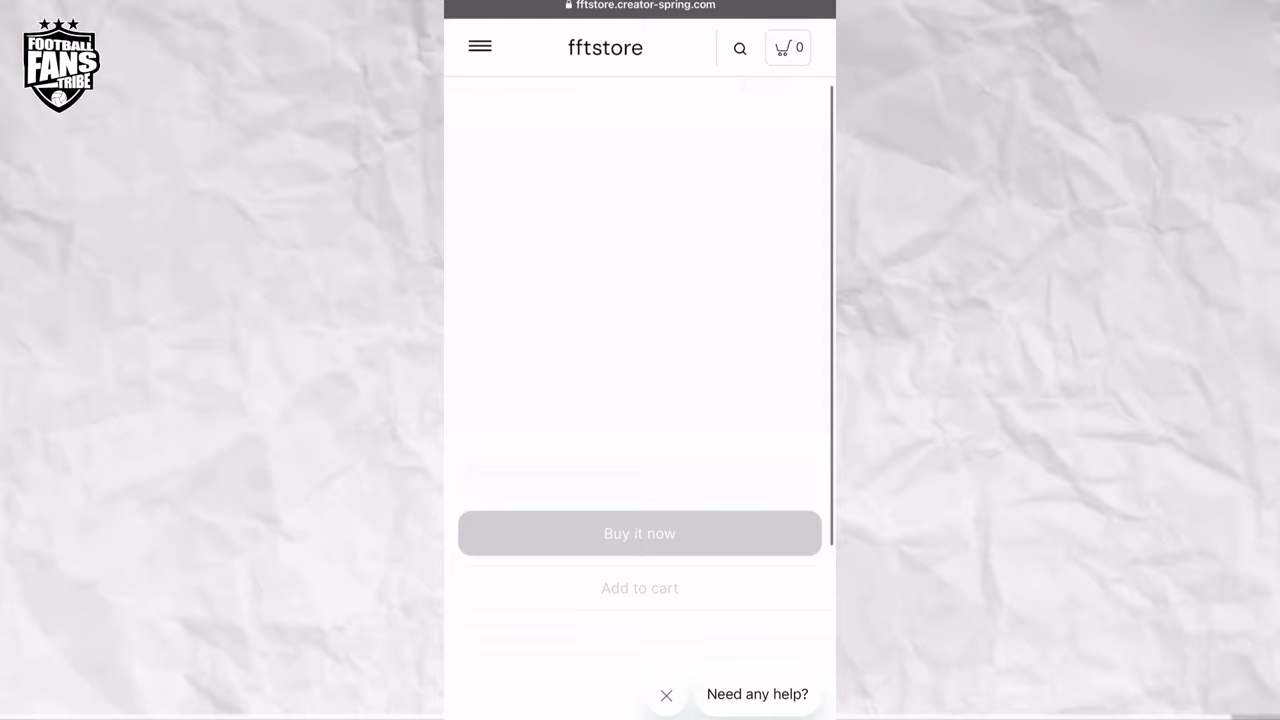 fftstore.creator-spring.com
FOOTBALL
FANS
TRIBE
fftstore
0
Buy it now
Add to cart
Need any help?